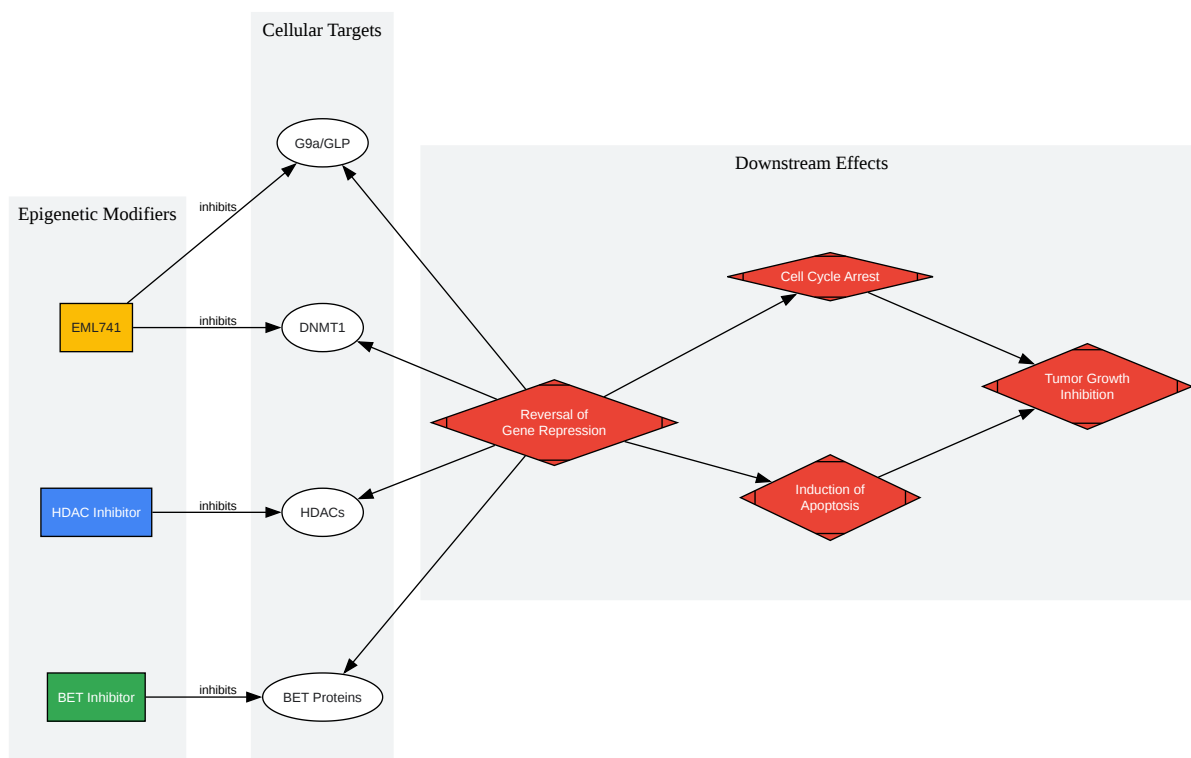 Cellular Targets
G9a/GLP
Downstream Effects
Epigenetic Modifiers
inhibits
Cell Cycle Arrest
EML741
inhibits
DNMT1
Tumor Growth
Inhibition
Reversal of
Gene Repression
Induction of
Apoptosis
HDAC Inhibitor
inhibits
HDACs
BET Inhibitor
inhibits
BET Proteins